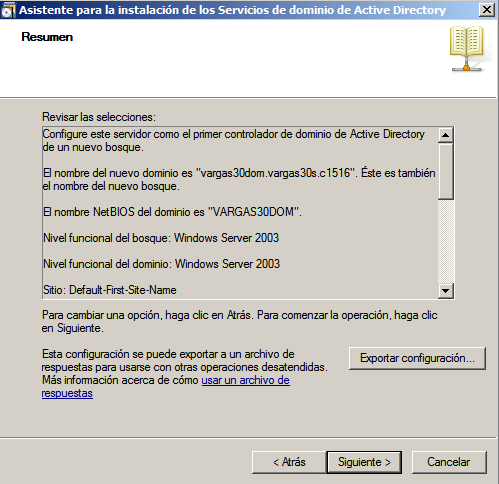 Asistente para la instalación de los Servicios de dominio de Active Directory
Resumen
Revisar las selecciones:
Configure este servidor como el primer controlador de dominio de Active Directory
de un nuevo bosque.
El nombre del nuevo dominio es "vargas30dom.vargas30s.c1516". Éste es también
el nombre del nuevo bosque.
El nombre NetBIOS del dominio es "VARGAS30DOM".
Nivel funcional del bosque: Windows Server 2003
Nivel funcional del dominio: Windows Server 2003
Sitio: Default-First-Site-Name
Para cambiar una opción, haga clic en Atrás. Para comenzar la operación, haga clic
en Siguiente.
Esta configuración se puede exportar a un archivo de
respuestas para usarse con otras operaciones desatendidas.
Más información acerca de cómo usar un archivo de
respuestas
Exportar configuración...
< Atrás
Siguiente >
Cancelar